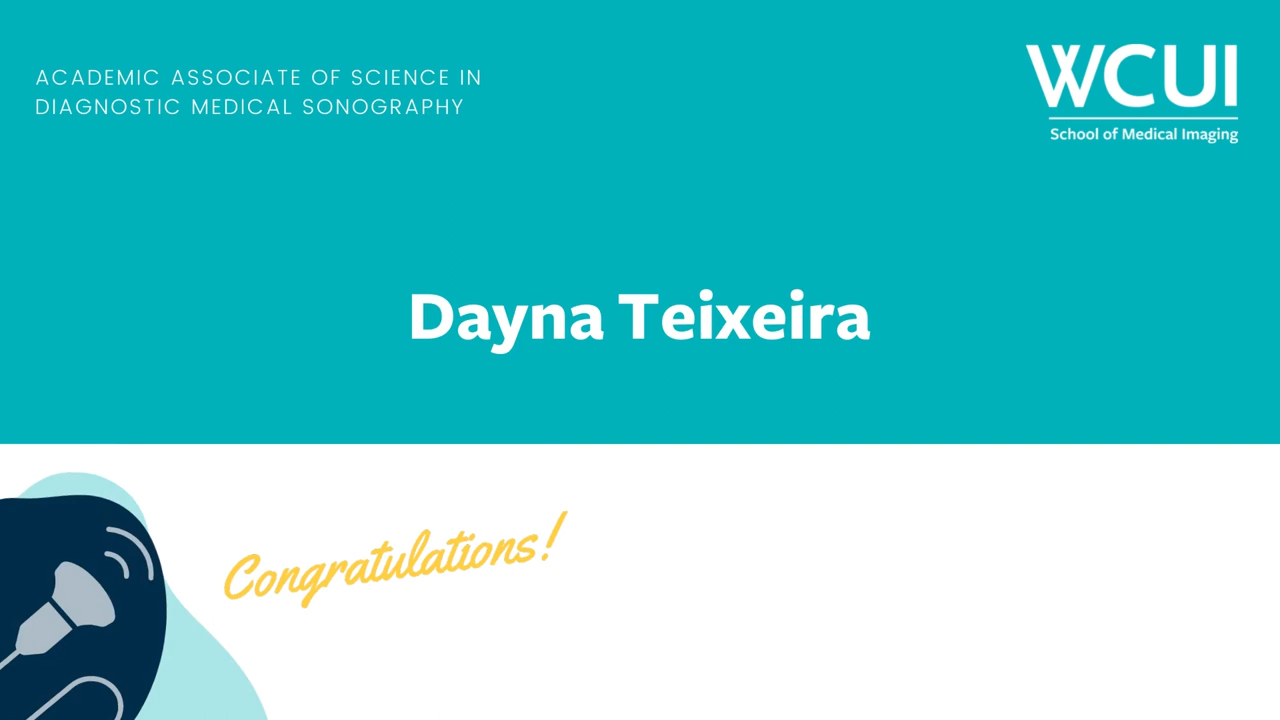 ACADEMIC ASSOCIATE OF SCIENCE IN
DIAGNOSTIC MEDICAL SONOGRAPHY
WCUI
School of Medical Imaging
Dayna Teixeira
Congratulations!